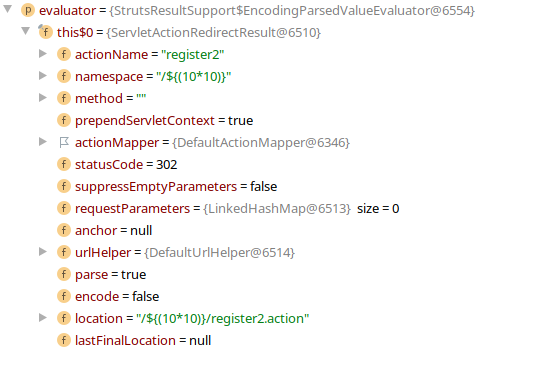 p evaluator = {StrutsResultSupport$EncodingParsedValueEvaluator@6554}
f this$0 = {ServletActionRedirectResult@6510}
f actionName = "register2"
f namespace = "/${(10*10)}"
f method = ""
f prependServletContext = true
actionMapper = {DefaultActionMapper@6346}
f statusCode = 302
f suppressEmptyParameters = false
f requestParameters = {LinkedHashMap@6513} size = 0
f anchor = null
f urlHelper = {DefaultUrlHelper@6514}
f parse = true
f encode = false
f location = "/${(10*10)}/register2.action"
f lastFinalLocation = null